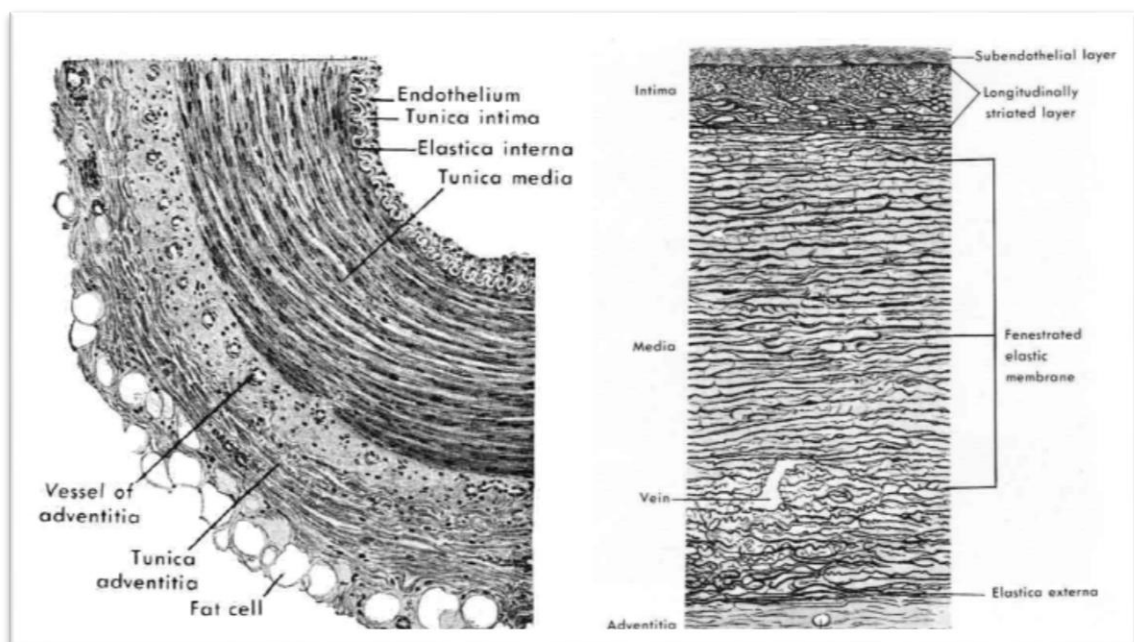 Endothelium
Tunica intima
Elastica interna
Tunica media
Vessel of
adventitia
Tunica
adventitia
Fat cell
Subendothelial layer
Intima
Longitudinally
striated layer
Media
Fenestrated
elastic
membrane
Vein
Elastica externa
Adventitia